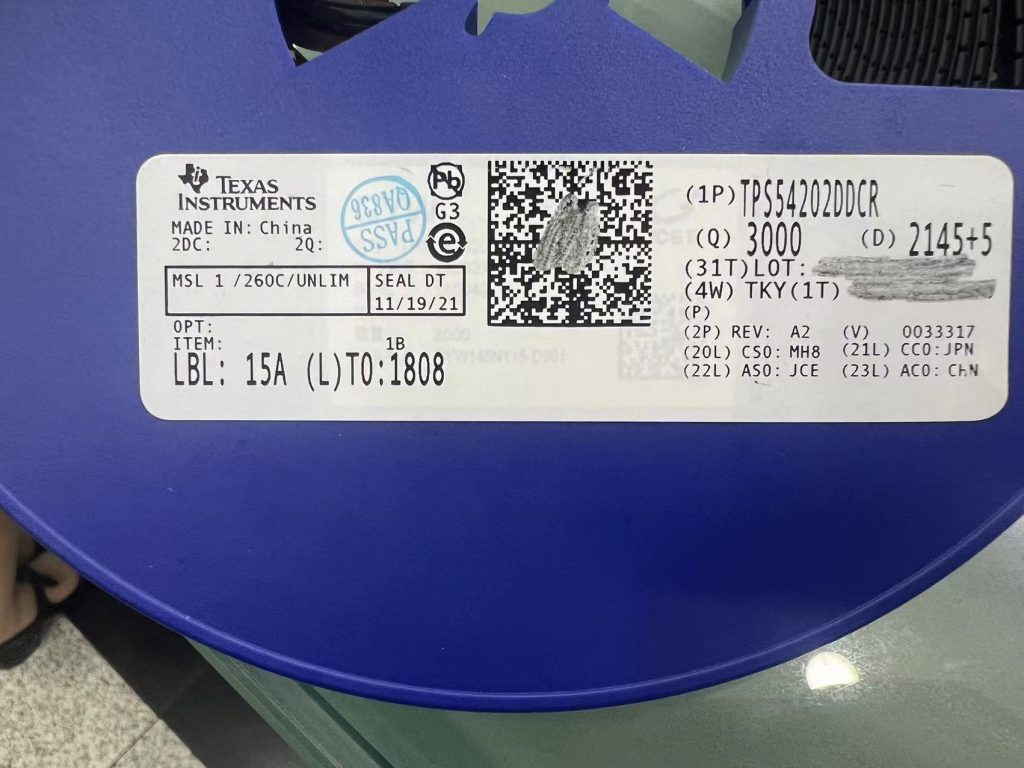 TEXAS
INSTRUMENTS
MADE IN: China
2DC: 2Q:
PASS
QA836
Pb
G3
e
MSL 1 /260C/UNLIM
SEAL DT
11/19/21
OPT:
ITEM: 1B
LBL: 15A (L)TO:1808
(1P) TPS54202DDCR
(Q) 3000 (D) 2145+5
(31T)LOT:
(4W) TKY(1T)
(P)
(2P) REV: A2 (V) 0033317
(20L) CSO: MH8 (21L) CCO:JPN
(22L) ASO: JCE (23L) ACO: CHN